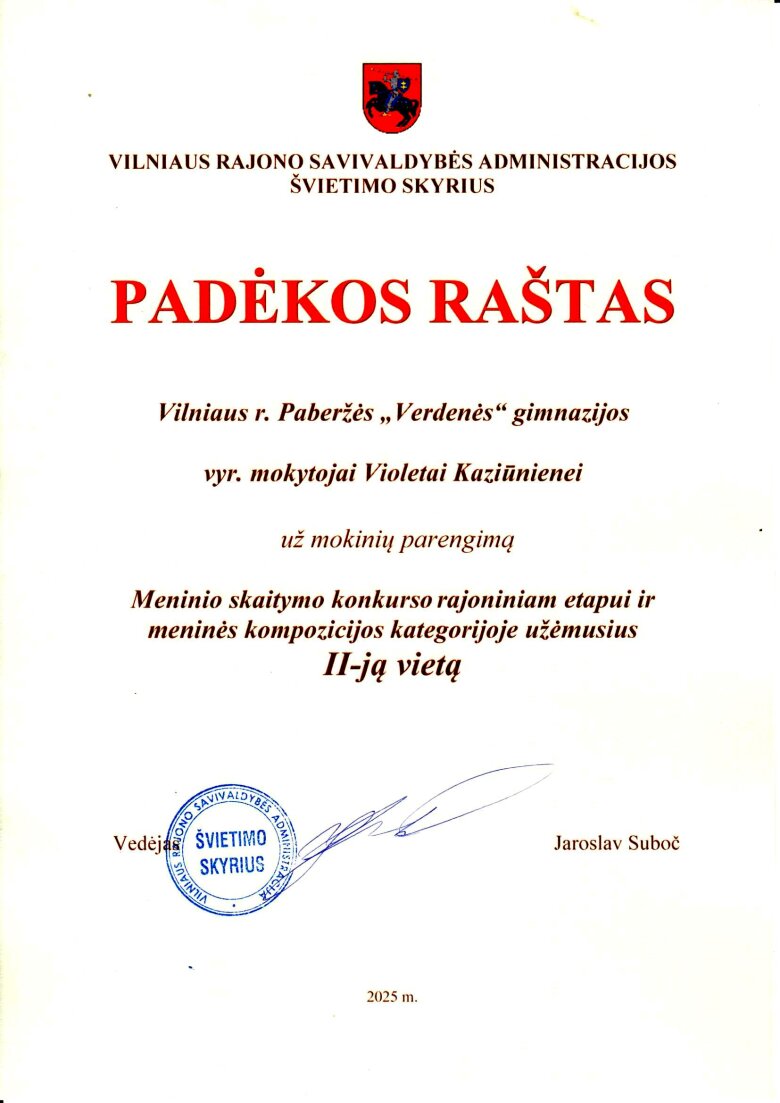 VILNIAUS RAJONO SAVIVALDYBĖS ADMINISTRACIJOS
ŠVIETIMO SKYRIUS
PADĖKOS RAŠTAS
Vilniaus r. Paberžės „Verdenės“ gimnazijos
vyr. mokytojai Violetai Kaziūnienei
už mokinių parengimą
Meninio skaitymo konkurso rajoniniam etapui ir
meninės kompozicijos kategorijoje užėmusius
II-ją vietą
Vedėjas
VILNIAUS RAJONO SAVIVALDYBĖS ADMINISTRACIJA
ŠVIETIMO
SKYRIUS
Jaroslav Suboč
2025 m.